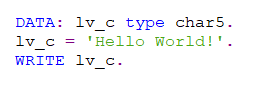 DATA: lv_c type char5.
lv_c = 'Hello World!'.
WRITE lv_c.